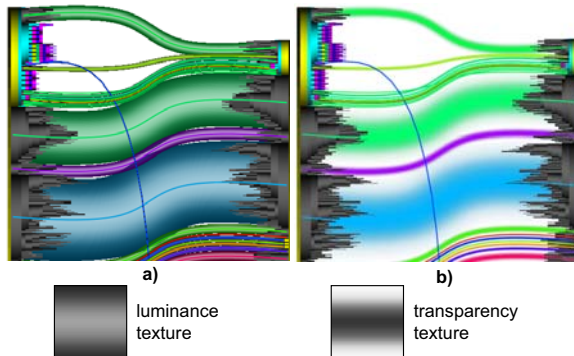 a)
b)
luminance
texture
transparency
texture